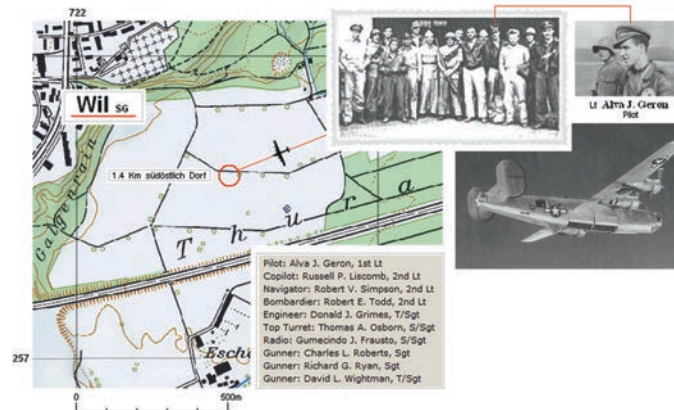 722
Wil SG
1.4 Km südöstlich Dorf
Galgenrain
Thura
Lt Alva J. Geron
Pilot
Pilot: Alva J. Geron, 1st Lt
Copilot: Russell P. Liscomb, 2nd Lt
Navigator: Robert V. Simpson, 2nd Lt
Bombardier: Robert E. Todd, 2nd Lt
Engineer: Donald J. Grimes, T/Sgt
Top Turret: Thomas A. Osborn, S/Sgt
Radio: Gumecindo J. Frausto, S/Sgt
Gunner: Charles L. Roberts, Sgt
Gunner: Richard G. Ryan, S/Sgt
Gunner: David L. Wightman, T/Sgt
257
Esch
0
500m